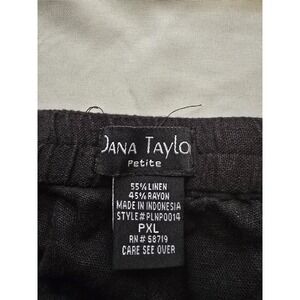 DANA TAYLO
Petite
55% LINEN
45% RAYON
MADE IN INDONESIA
STYLE# PLNP0014
PXL
RN# 58719
CARE SEE OVER